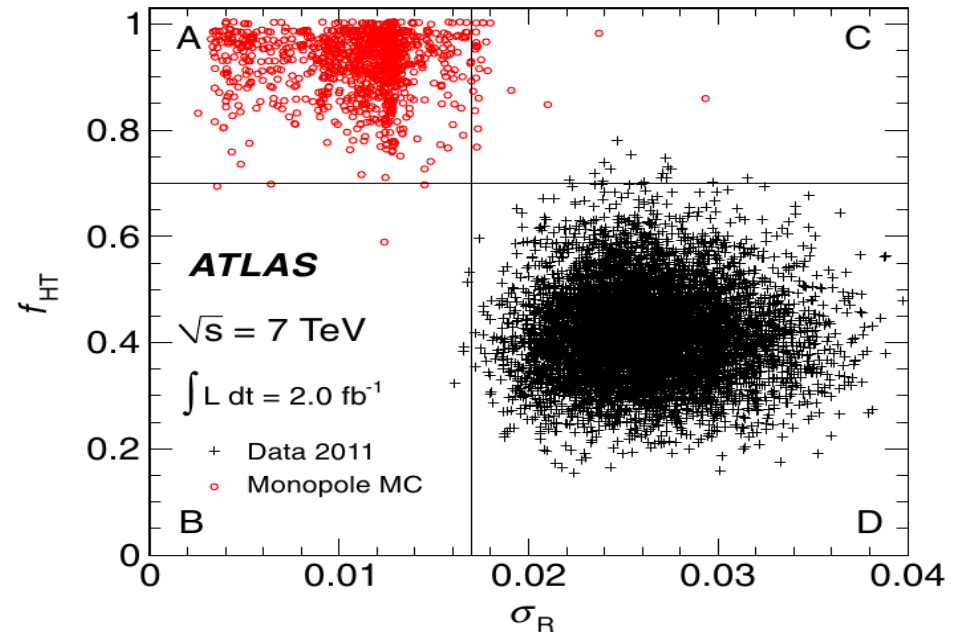 1
A
C
0.8
0.6
f_HT
ATLAS
√s = 7 TeV
0.4
∫ L dt = 2.0 fb⁻¹
Data 2011
0.2
Monopole MC
B
D
0
0 0.01 0.02 0.03 0.04
σ_R